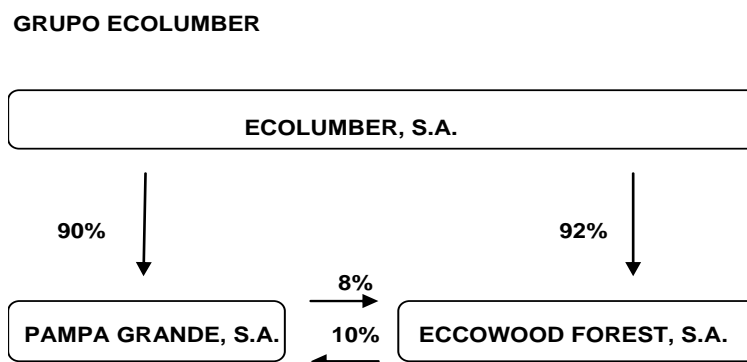 GRUPO ECOLUMBER
ECOLUMBER, S.A.
90%
92%
8%
PAMPA GRANDE, S.A.
10%
ECCOWOOD FOREST, S.A.